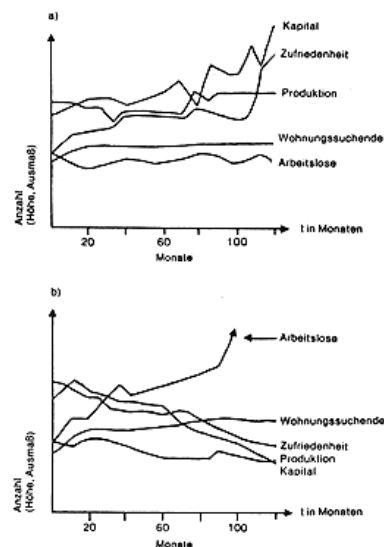 a)
Kapital
Zufriedenheit
Produktion
Wohnungssuchende
Arbeitslose
Anzahl
(Höhe, Ausmaß)
20 60 100
t in Monaten
Monate
b)
Arbeitslose
Wohnungssuchende
Zufriedenheit
Produktion
Kapital
Anzahl
(Höhe, Ausmaß)
20 60 100
t in Monaten
Monate